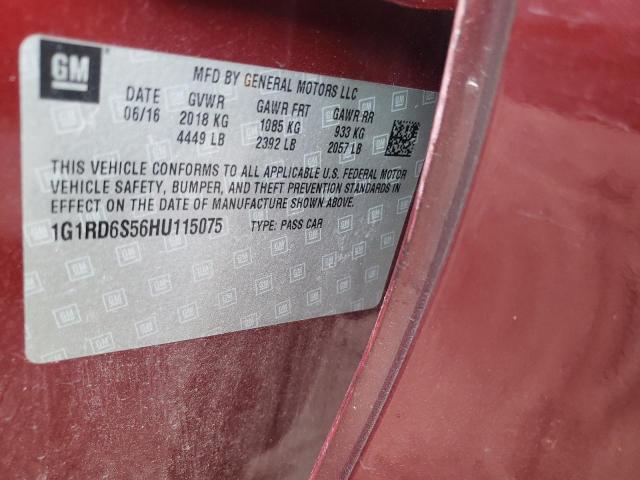 GM
MFD BY GENERAL MOTORS LLC
DATE GVWR GAWR FRT GAWR RR
06/16 2018 KG 1085 KG 933 KG
4449 LB 2392 LB 2057 LB
THIS VEHICLE CONFORMS TO ALL APPLICABLE U.S. FEDERAL MOTOR
VEHICLE SAFETY, BUMPER, AND THEFT PREVENTION STANDARDS IN
EFFECT ON THE DATE OF MANUFACTURE SHOWN ABOVE.
1G1RD6S56HU115075 TYPE: PASS CAR